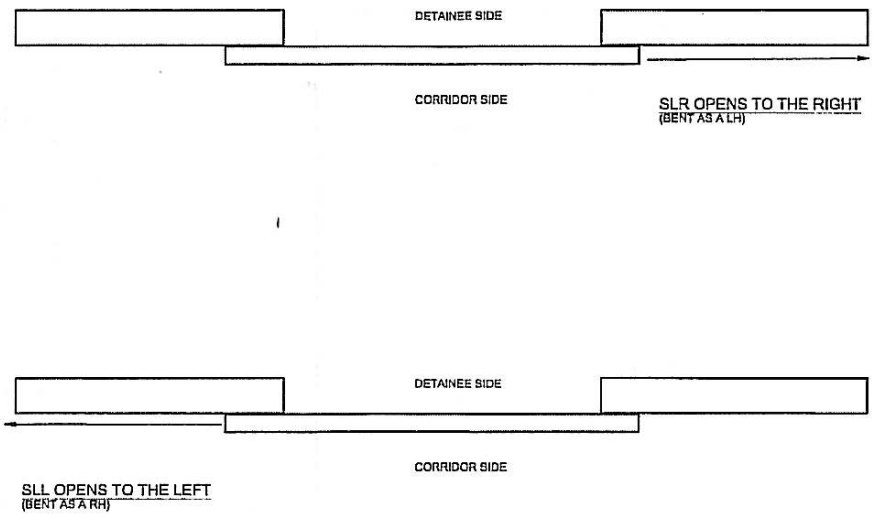 DETAINEE SIDE
CORRIDOR SIDE
SLR OPENS TO THE RIGHT
(BENT AS A LH)
DETAINEE SIDE
CORRIDOR SIDE
SLL OPENS TO THE LEFT
(BENT AS A RH)